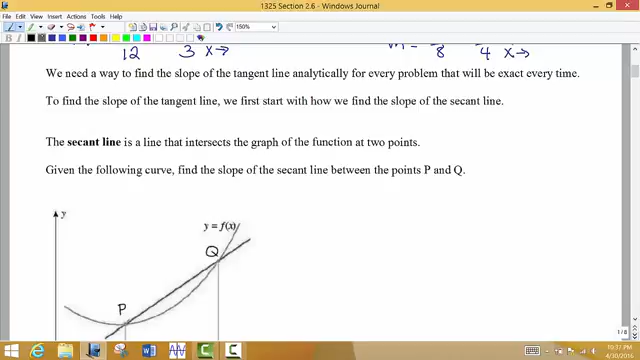 1325 Section 2.6 - Windows Journal
File Edit View Insert Actions Tools Help
150%
12 3 x→ m = 8 4 x→
We need a way to find the slope of the tangent line analytically for every problem that will be exact every time.
To find the slope of the tangent line, we first start with how we find the slope of the secant line.
The secant line is a line that intersects the graph of the function at two points.
Given the following curve, find the slope of the secant line between the points P and Q.
y
y = f(x)
Q
P
1 / 8
10:37 PM
4/30/2016